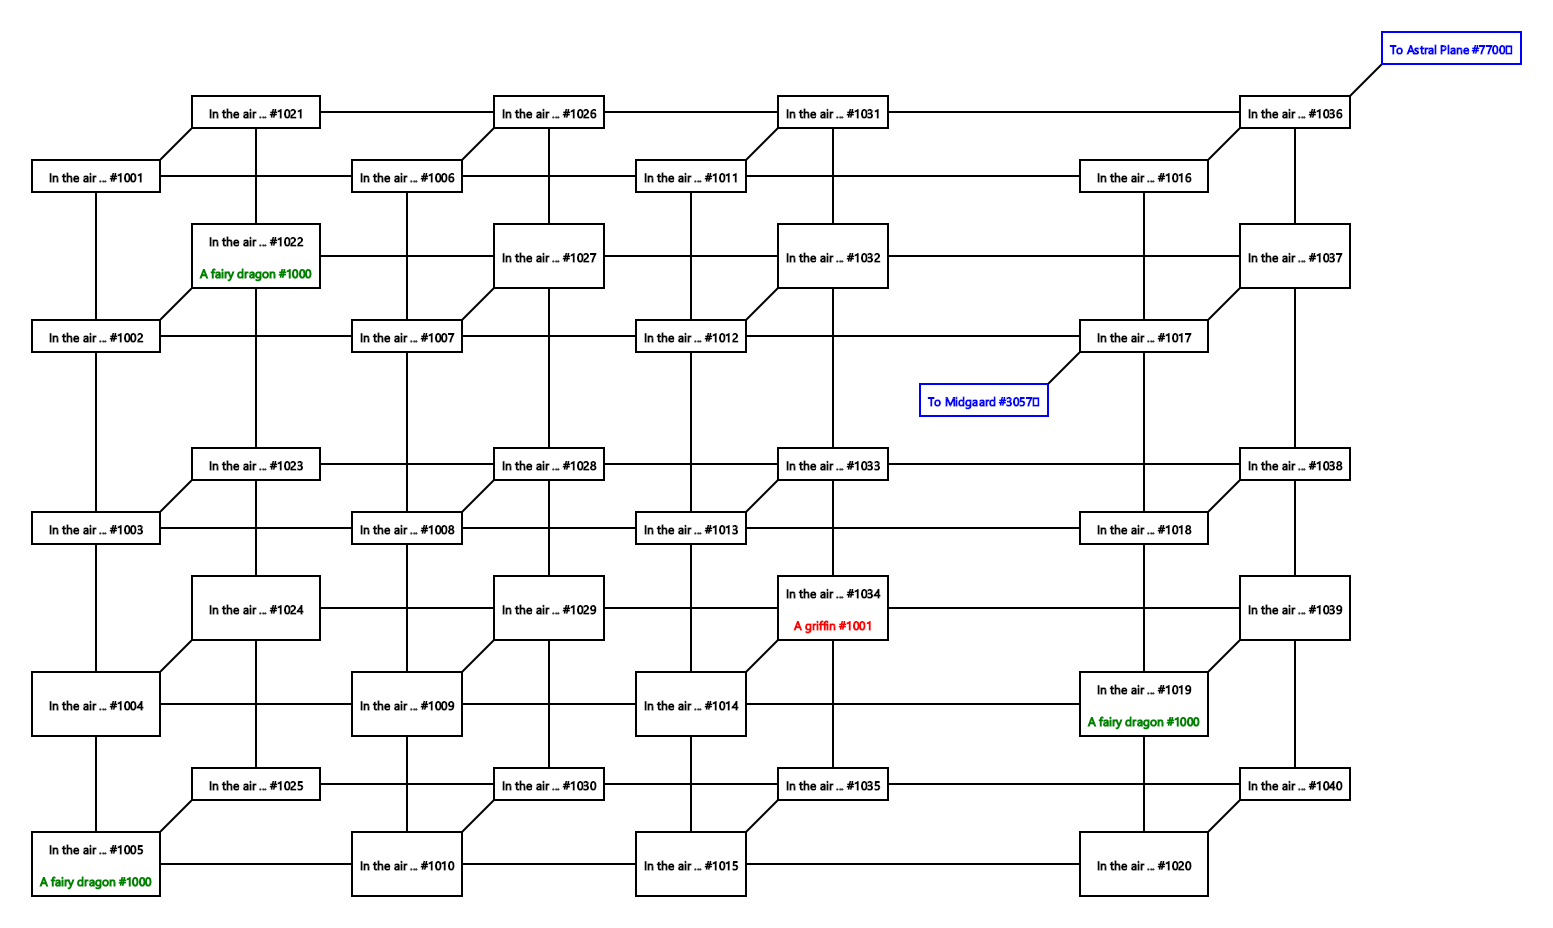 To Astral Plane #7700
In the air ... #1021
In the air ... #1026
In the air ... #1031
In the air ... #1036
In the air ... #1001
In the air ... #1006
In the air ... #1011
In the air ... #1016
In the air ... #1022
A fairy dragon #1000
In the air ... #1027
In the air ... #1032
In the air ... #1037
In the air ... #1002
In the air ... #1007
In the air ... #1012
In the air ... #1017
To Midgaard #3057
In the air ... #1023
In the air ... #1028
In the air ... #1033
In the air ... #1038
In the air ... #1003
In the air ... #1008
In the air ... #1013
In the air ... #1018
In the air ... #1024
In the air ... #1029
In the air ... #1034
A griffin #1001
In the air ... #1039
In the air ... #1004
In the air ... #1009
In the air ... #1014
In the air ... #1019
A fairy dragon #1000
In the air ... #1025
In the air ... #1030
In the air ... #1035
In the air ... #1040
In the air ... #1005
A fairy dragon #1000
In the air ... #1010
In the air ... #1015
In the air ... #1020